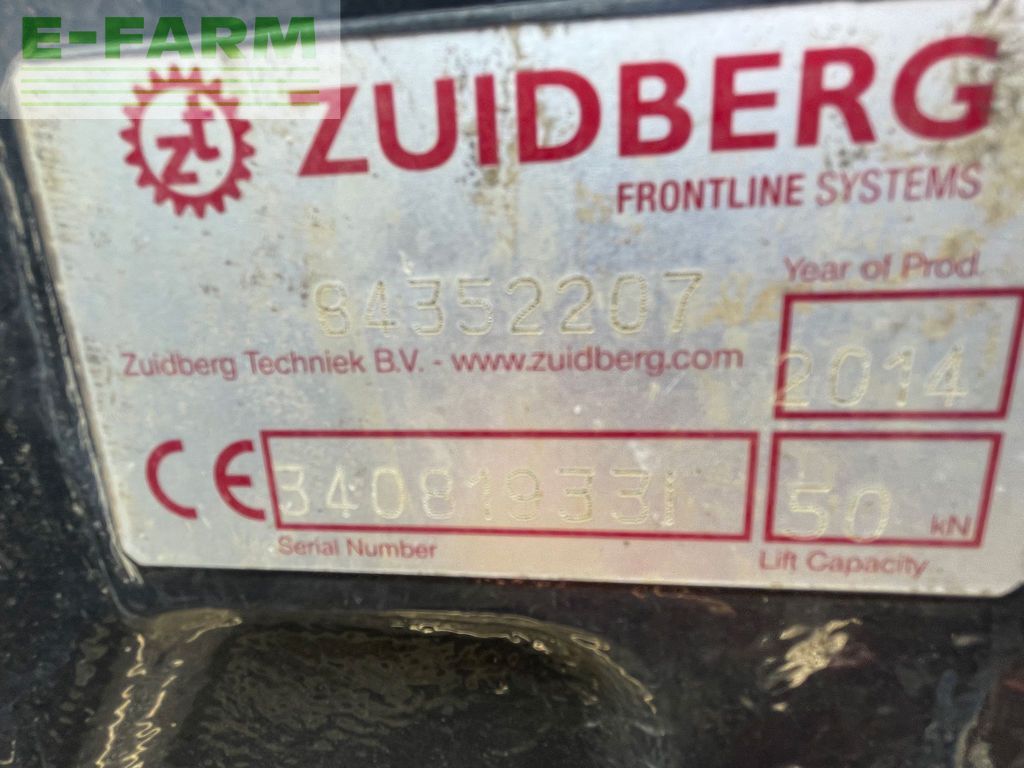 E-FARM
ZUIDBERG
FRONTLINE SYSTEMS
84352207
Year of Prod.
2014
Zuidberg Techniek B.V. - www.zuidberg.com
CE
50 kN
Serial Number
Lift Capacity